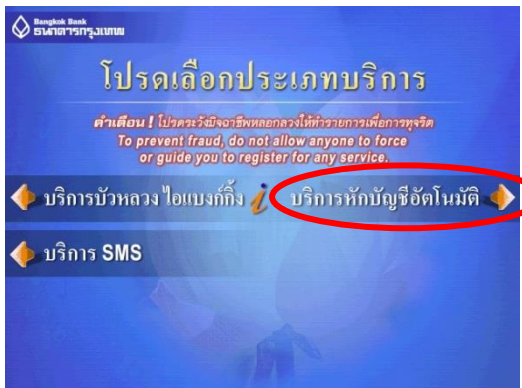 Bangkok Bank
ธนาคารกรุงเทพ
โปรดเลือกประเภทบริการ
คำเตือน ! โปรดระวังมิจฉาชีพหลอกลวงให้ทำรายการเพื่อการทุจริต
To prevent fraud, do not allow anyone to force
or guide you to register for any service.
บริการบัวหลวง ไอแบงก์กิ้ง i บริการหักบัญชีอัตโนมัติ
บริการ SMS